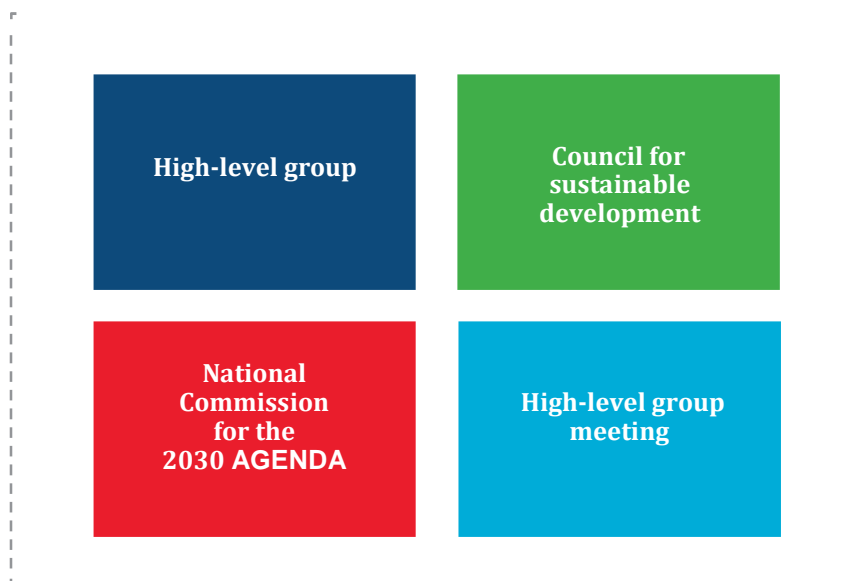 High-level group
Council for
sustainable
development
National
Commission
for the
2030 AGENDA
High-level group
meeting